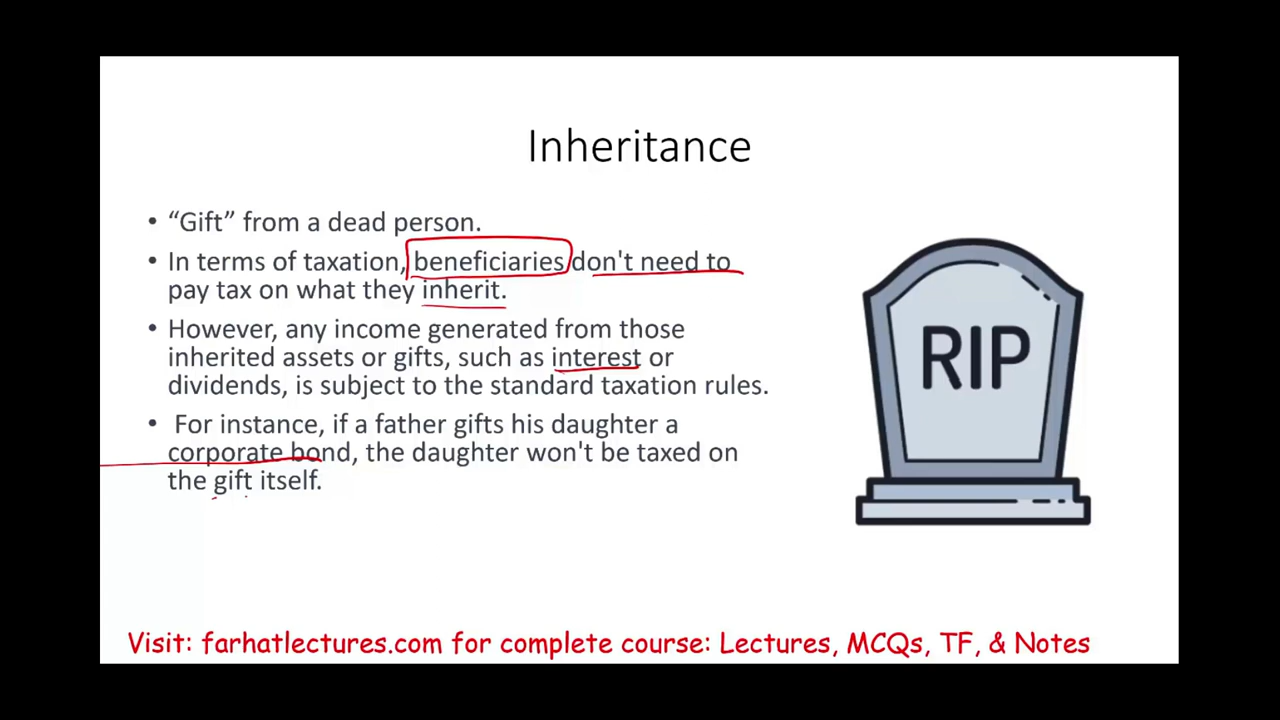 Inheritance
• “Gift” from a dead person.
• In terms of taxation, beneficiaries don't need to
pay tax on what they inherit.
• However, any income generated from those
inherited assets or gifts, such as interest or
dividends, is subject to the standard taxation rules.
• For instance, if a father gifts his daughter a
corporate bond, the daughter won't be taxed on
the gift itself.
RIP
Visit: farhatlectures.com for complete course: Lectures, MCQs, TF, & Notes